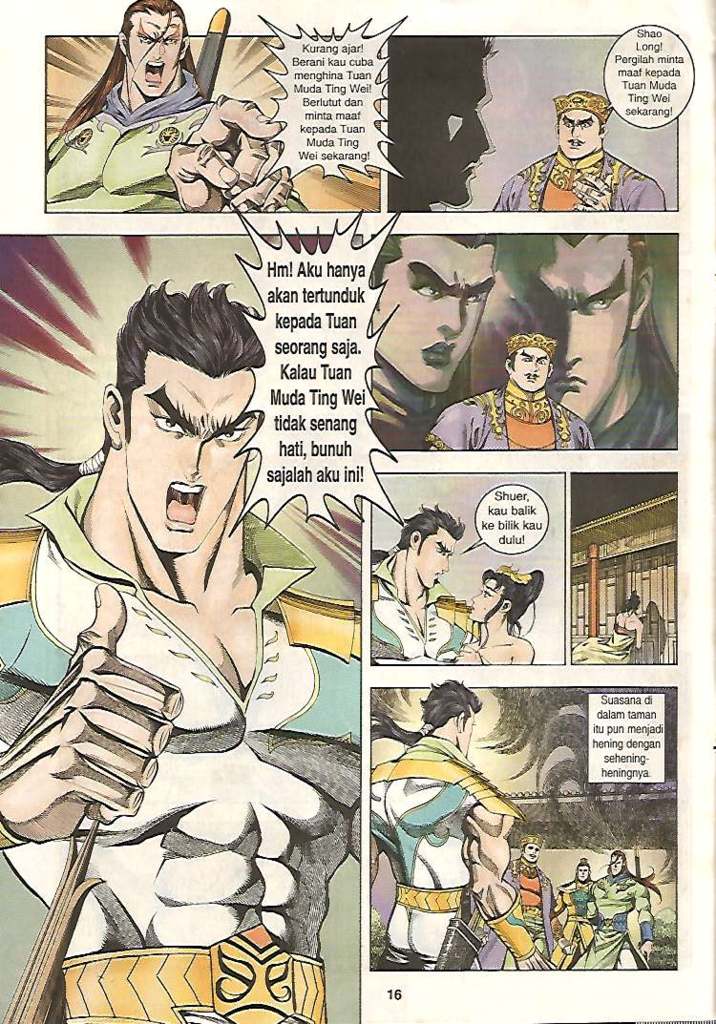 Kurang ajar!
Berani kau cuba
menghina Tuan
Muda Ting Wei!
Berlutut dan
minta maaf
kepada Tuan
Muda Ting
Wei sekarang!
Shao
Long!
Pergilah minta
maaf kepada
Tuan Muda
Ting Wei
sekarang!
Hm! Aku hanya
akan tertunduk
kepada Tuan
seorang saja.
Kalau Tuan
Muda Ting Wei
tidak senang
hati, bunuh
sajalah aku ini!
Shuer,
kau balik
ke bilik kau
dulu!
Suasana di
dalam taman
itu pun menjadi
hening dengan
sehening-
heningnya.
16